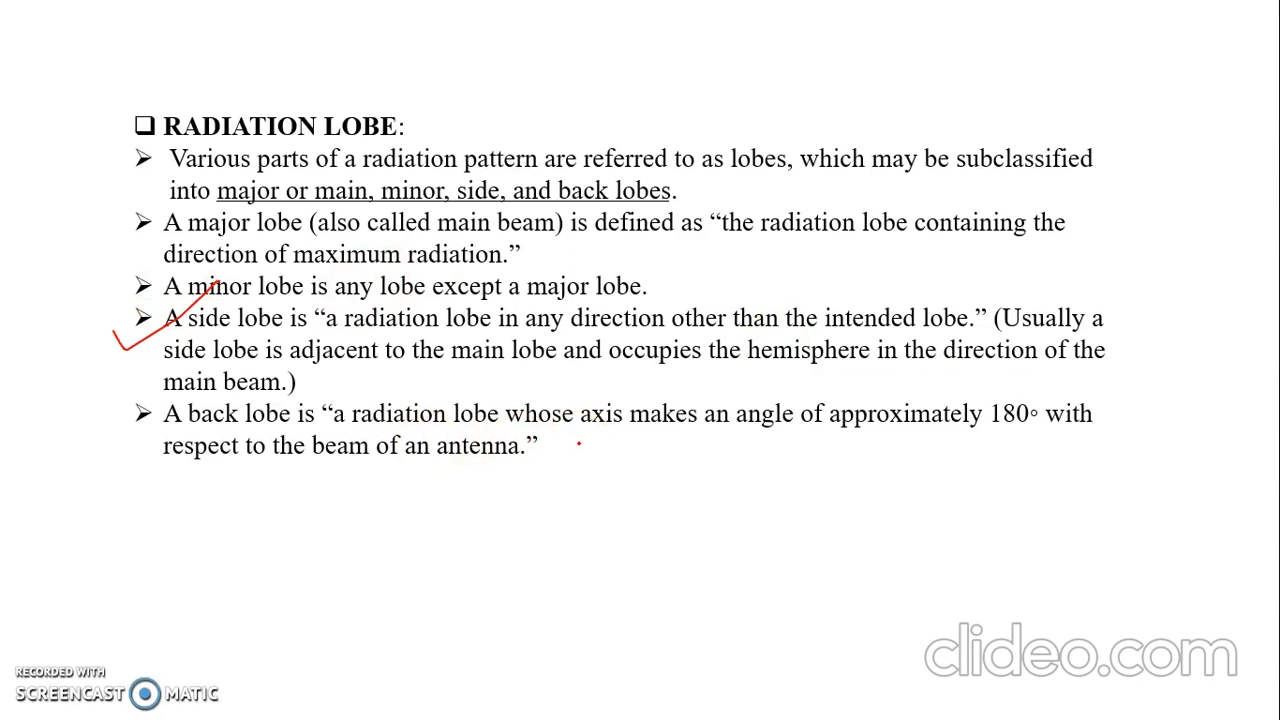 ❑ RADIATION LOBE:
➢ Various parts of a radiation pattern are referred to as lobes, which may be subclassified
into major or main, minor, side, and back lobes.
➢ A major lobe (also called main beam) is defined as “the radiation lobe containing the
direction of maximum radiation.”
➢ A minor lobe is any lobe except a major lobe.
➢ A side lobe is “a radiation lobe in any direction other than the intended lobe.” (Usually a
side lobe is adjacent to the main lobe and occupies the hemisphere in the direction of the
main beam.)
➢ A back lobe is “a radiation lobe whose axis makes an angle of approximately 180◦ with
respect to the beam of an antenna.”
clideo.com
RECORDED WITH
SCREENCAST MATIC